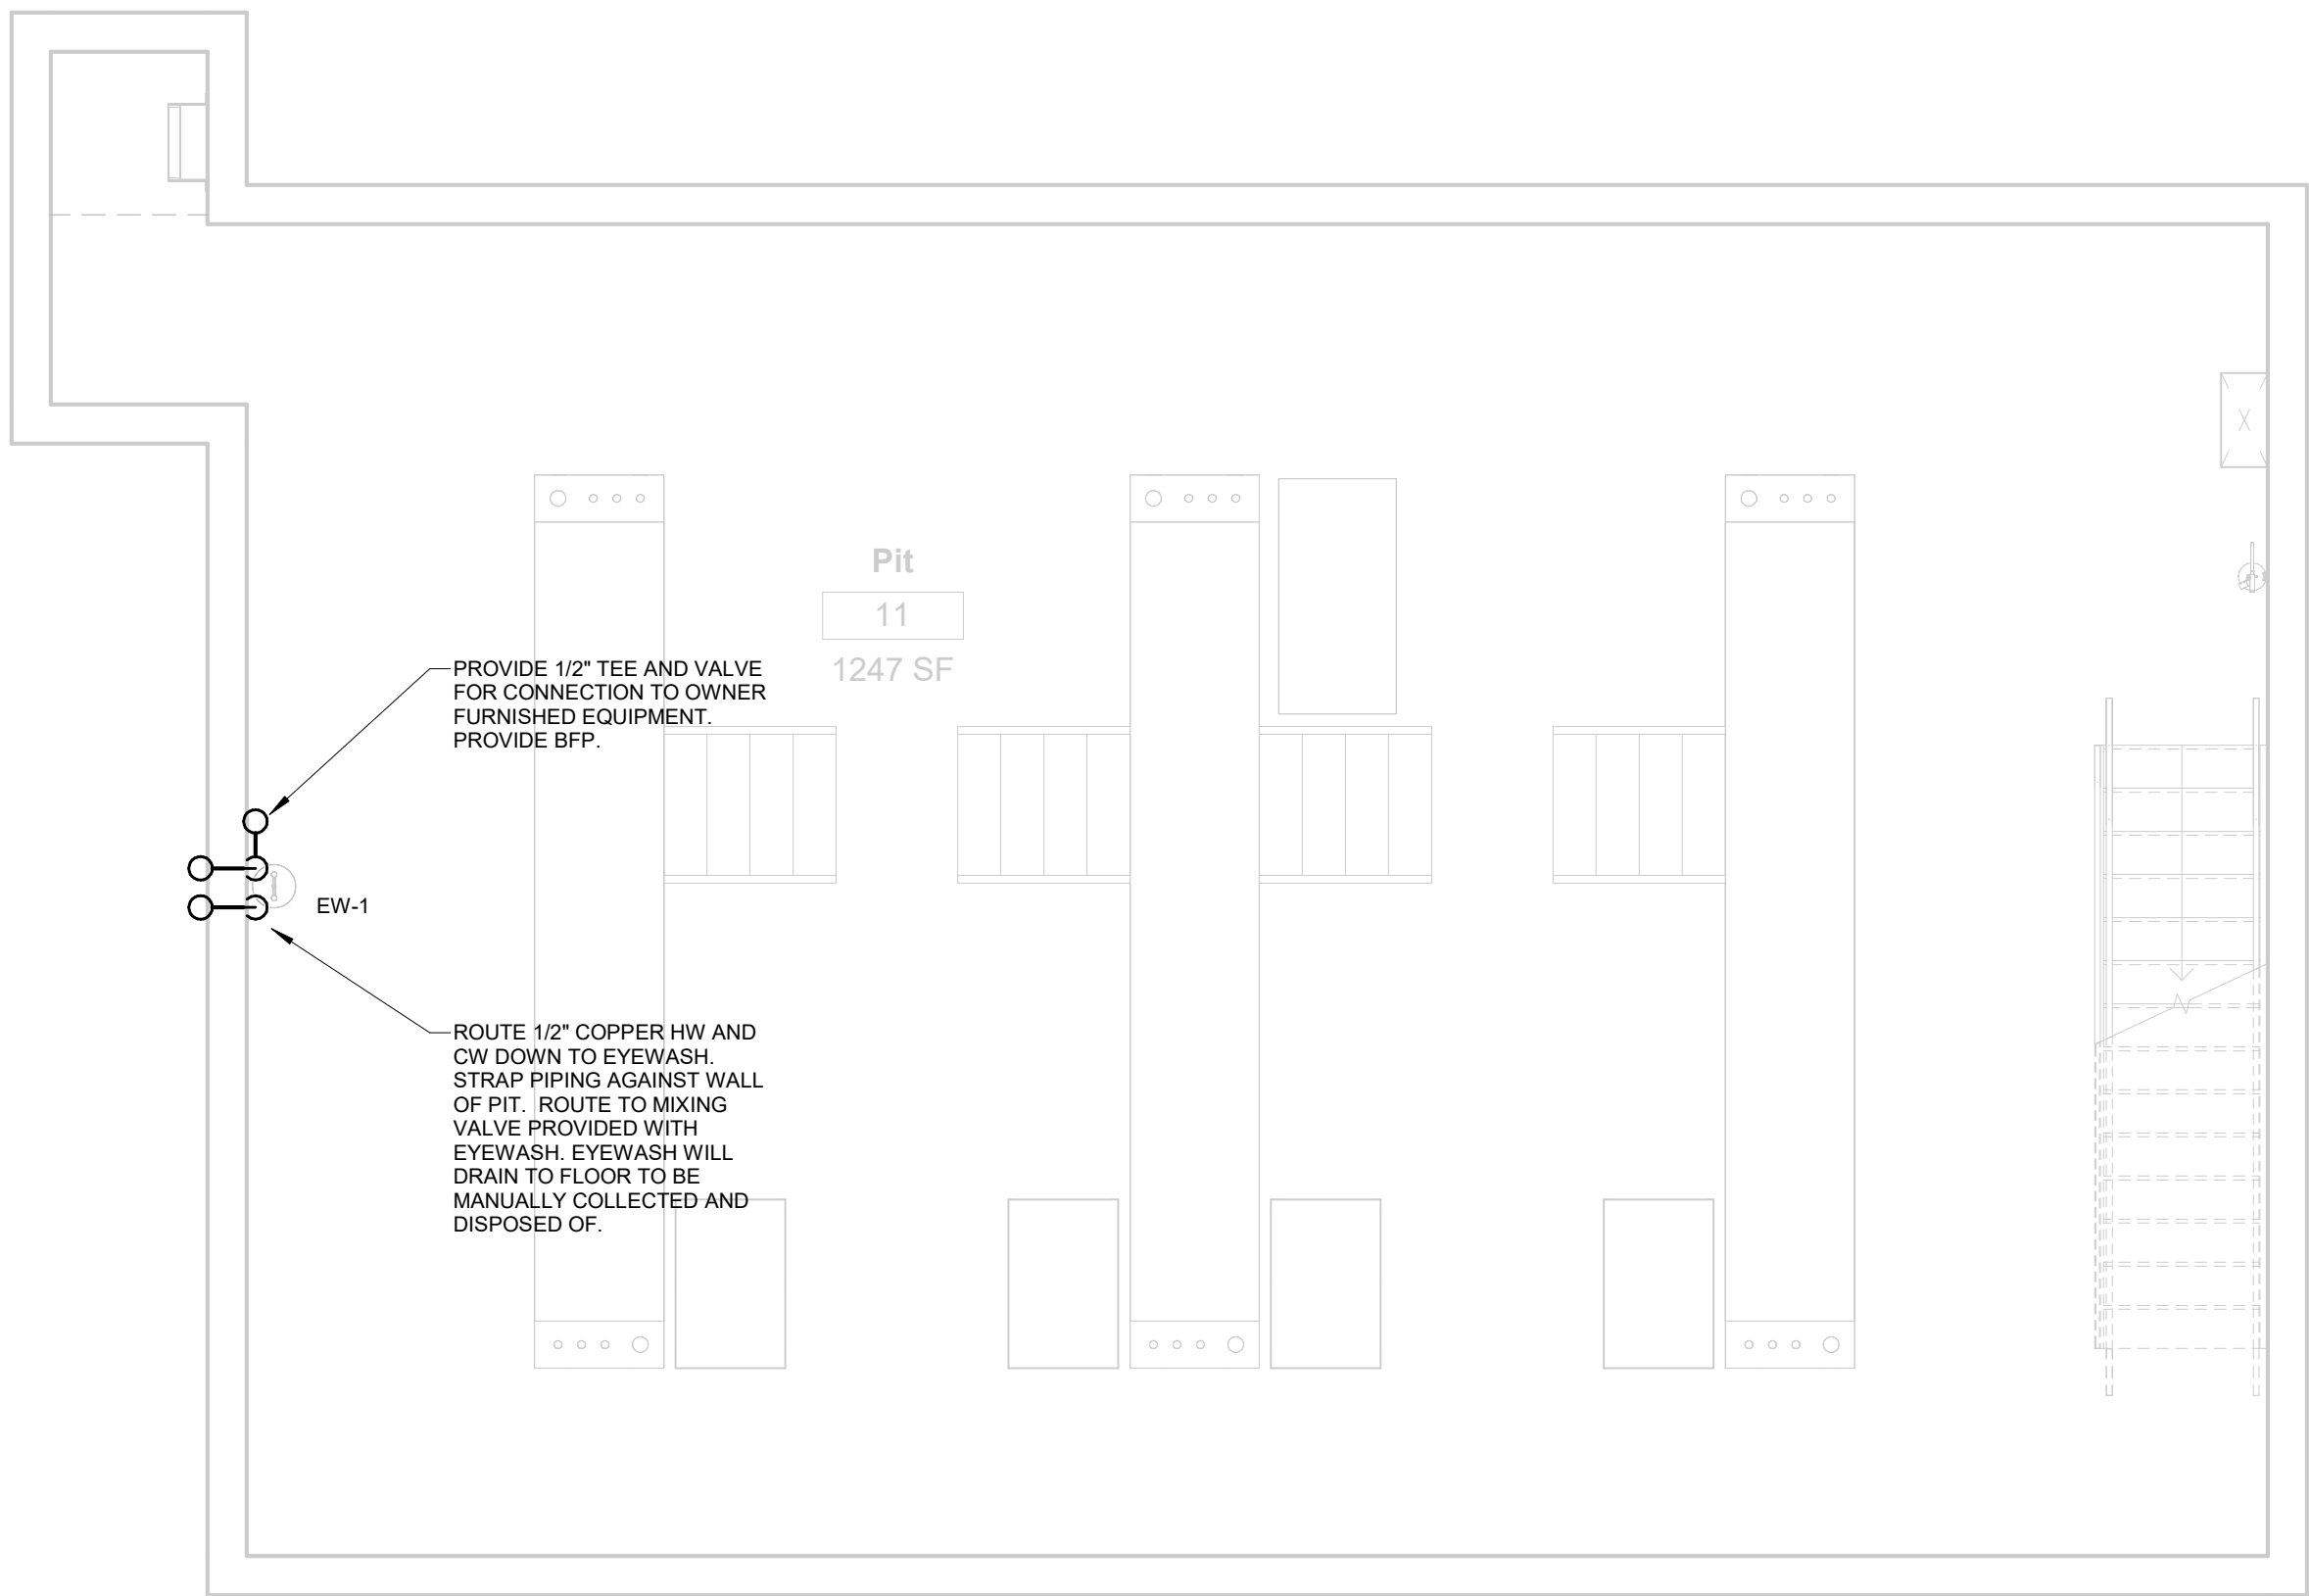 Pit
11
1247 SF
PROVIDE 1/2" TEE AND VALVE
FOR CONNECTION TO OWNER
FURNISHED EQUIPMENT.
PROVIDE BFP.
EW-1
ROUTE 1/2" COPPER HW AND
CW DOWN TO EYEWASH.
STRAP PIPING AGAINST WALL
OF PIT.  ROUTE TO MIXING
VALVE PROVIDED WITH
EYEWASH. EYEWASH WILL
DRAIN TO FLOOR TO BE
MANUALLY COLLECTED AND
DISPOSED OF.